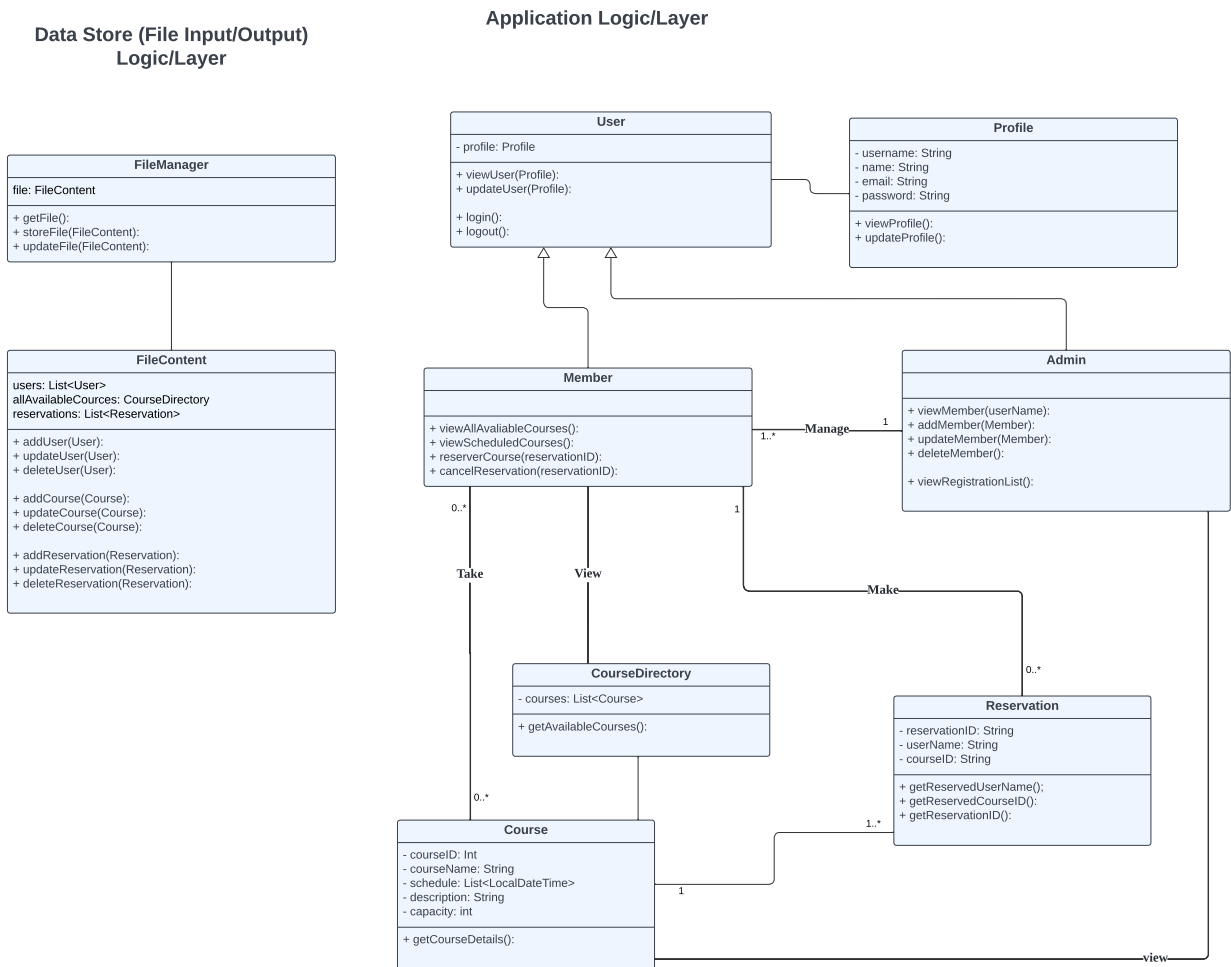 Application Logic/Layer
Data Store (File Input/Output)
Logic/Layer
FileManager
file: FileContent
+ getFile():
+ storeFile(FileContent):
+ updateFile(FileContent):
FileContent
users: List<User>
allAvailableCources: CourseDirectory
reservations: List<Reservation>
+ addUser(User):
+ updateUser(User):
+ deleteUser(User):
+ addCourse(Course):
+ updateCourse(Course):
+ deleteCourse(Course):
+ addReservation(Reservation):
+ updateReservation(Reservation):
+ deleteReservation(Reservation):
User
- profile: Profile
+ viewUser(Profile):
+ updateUser(Profile):
+ login():
+ logout():
Profile
- username: String
- name: String
- email: String
- password: String
+ viewProfile():
+ updateProfile():
Member
+ viewAllAvaliableCourses():
+ viewScheduledCourses():
+ reserverCourse(reservationID):
+ cancelReservation(reservationID):
1..*
Manage
1
Admin
+ viewMember(userName):
+ addMember(Member):
+ updateMember(Member):
+ deleteMember():
+ viewRegistrationList():
0..*
Take
0..*
View
1
Make
0..*
CourseDirectory
- courses: List<Course>
+ getAvailableCourses():
Reservation
- reservationID: String
- userName: String
- courseID: String
+ getReservedUserName();
+ getReservedCourseID():
+ getReservationID():
1..*
1
Course
- courseID: Int
- courseName: String
- schedule: List<LocalDateTime>
- description: String
- capacity: int
+ getCourseDetails():
view